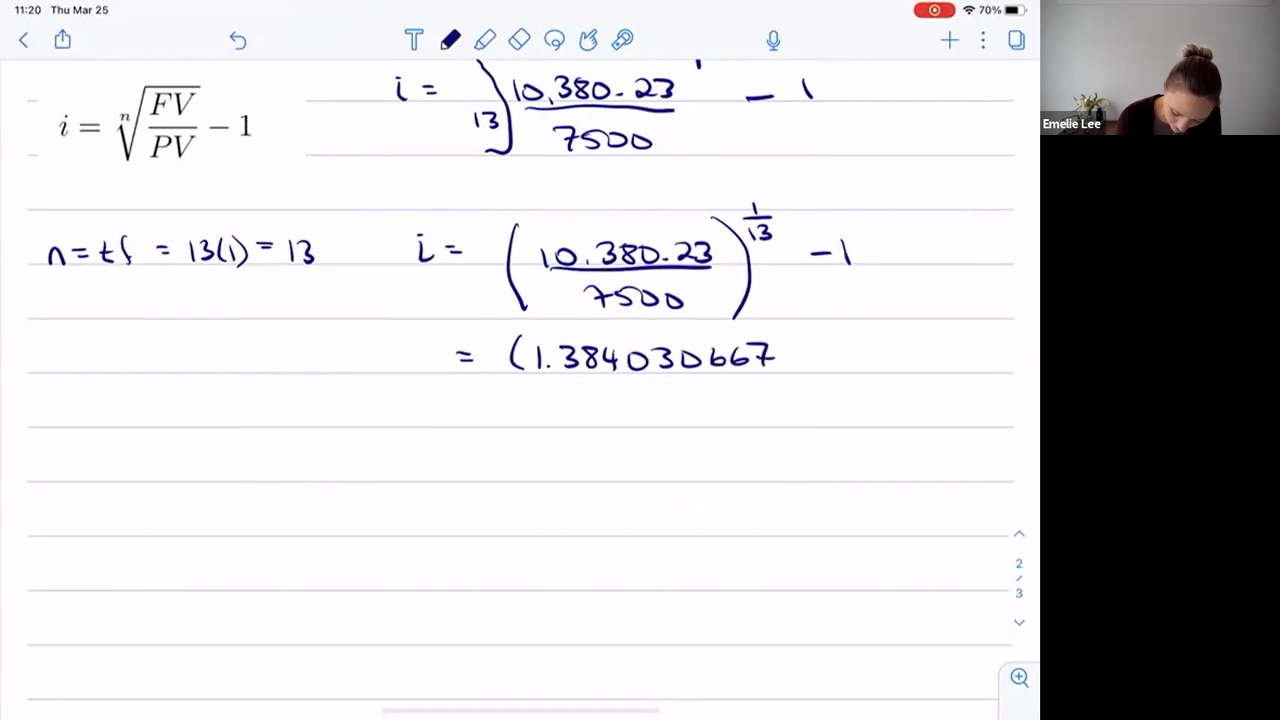 11:20 Thu Mar 25
70%
i = 13√(10,380.23 / 7500) - 1
i = ⁿ√(FV/PV) - 1
Emelie Lee
n = tf = 13(1) = 13
i = (10.380.23 / 7500)^(1/13) - 1
= (1.384030667
2
/
3